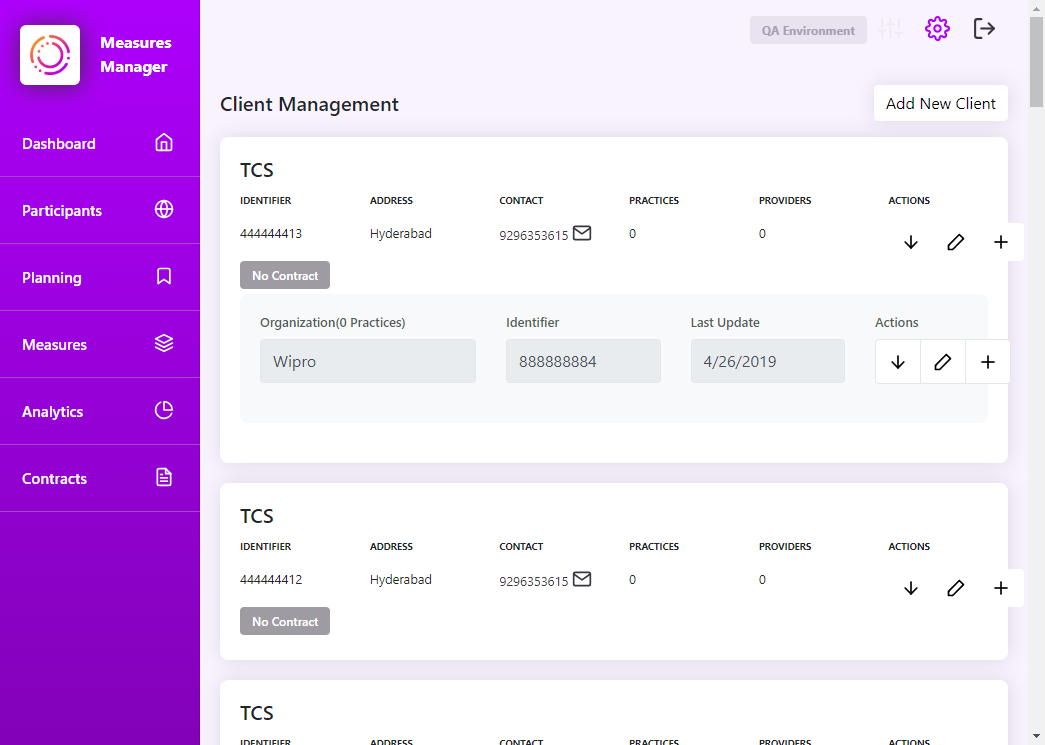 Measures
Manager
QA Environment
Client Management
Add New Client
Dashboard
Participants
Planning
Measures
Analytics
Contracts
TCS
IDENTIFIER ADDRESS CONTACT PRACTICES PROVIDERS ACTIONS
444444413 Hyderabad 9296353615 0 0
No Contract
Organization(0 Practices) Identifier Last Update Actions
Wipro 888888884 4/26/2019
TCS
IDENTIFIER ADDRESS CONTACT PRACTICES PROVIDERS ACTIONS
444444412 Hyderabad 9296353615 0 0
No Contract
TCS
IDENTIFIER ADDRESS CONTACT PRACTICES PROVIDERS ACTIONS